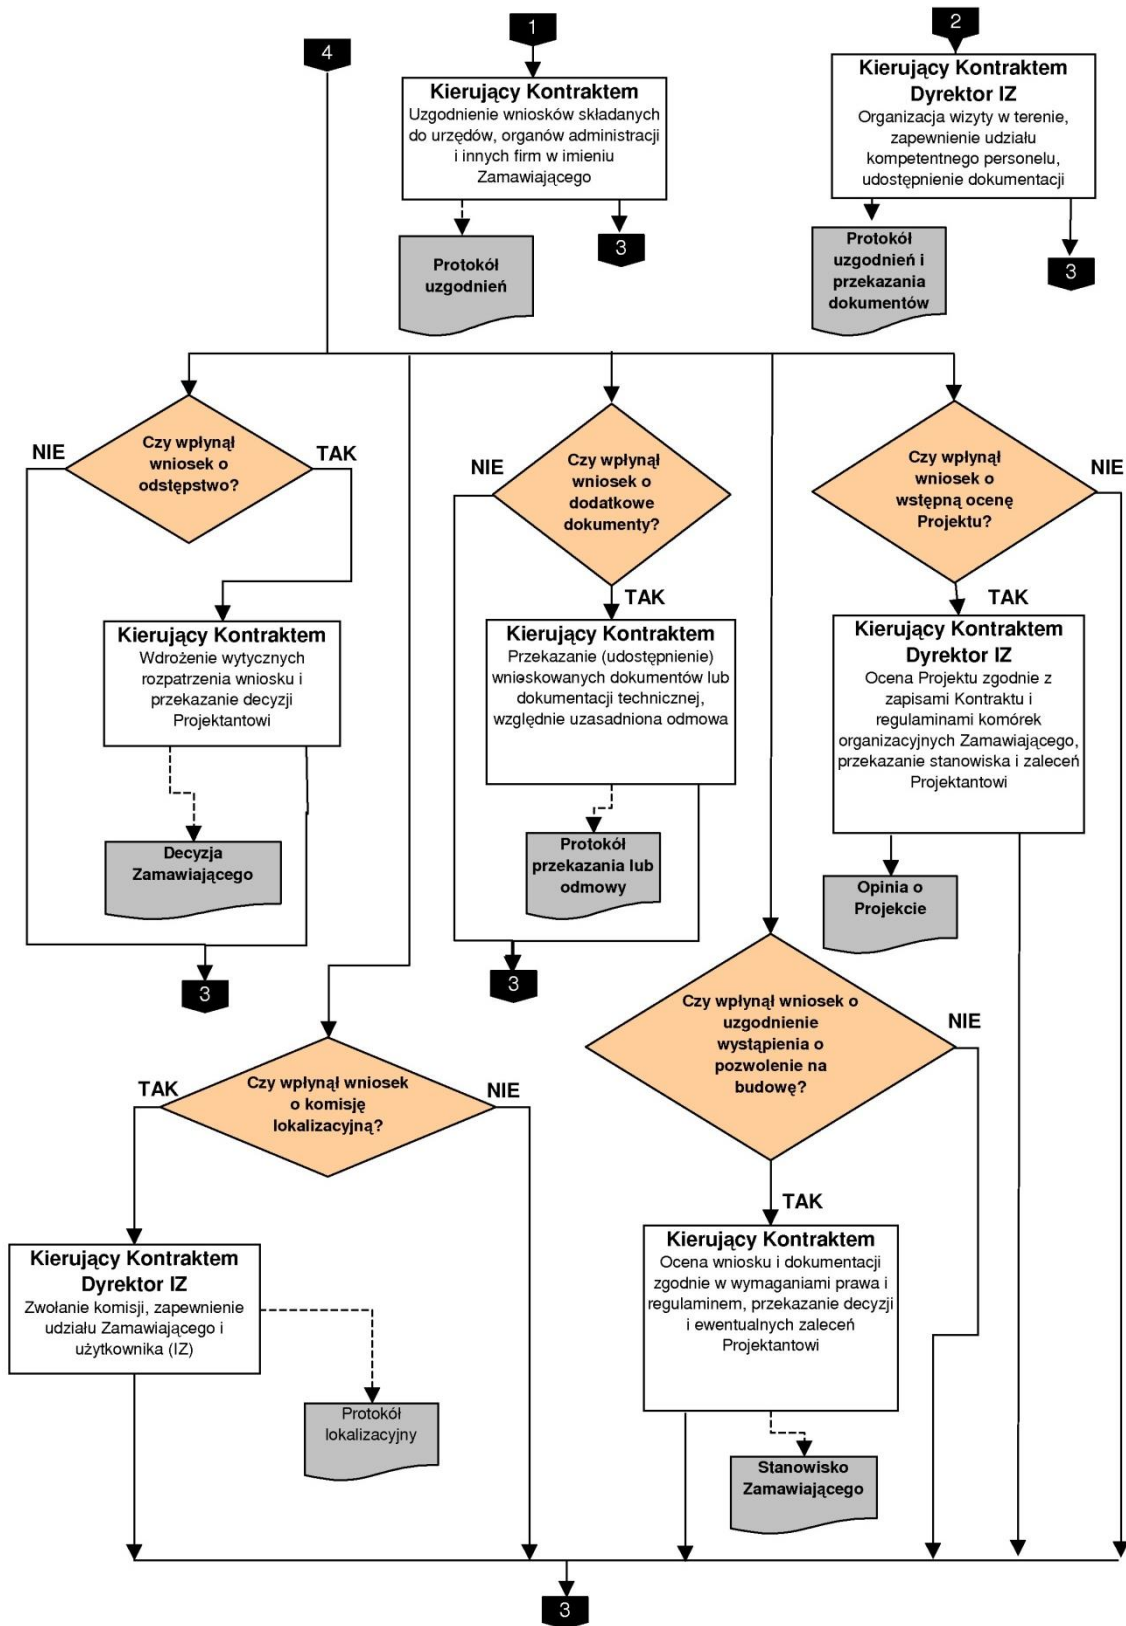 4
1
2
Kierujący Kontraktem
Uzgodnienie wniosków składanych
do urzędów, organów administracji
i innych firm w imieniu
Zamawiającego
Kierujący Kontraktem
Dyrektor IZ
Organizacja wizyty w terenie,
zapewnienie udziału
kompetentnego personelu,
udostępnienie dokumentacji
Protokół
uzgodnień
3
Protokół
uzgodnień i
przekazania
dokumentów
3
NIE
Czy wpłynął
wniosek o
odstępstwo?
TAK
NIE
Czy wpłynął
wniosek o
dodatkowe
dokumenty?
TAK
Czy wpłynął
wniosek o
wstępną ocenę
Projektu?
NIE
TAK
Kierujący Kontraktem
Wdrożenie wytycznych
rozpatrzenia wniosku i
przekazanie decyzji
Projektantowi
Kierujący Kontraktem
Przekazanie (udostępnienie)
wnioskowanych dokumentów lub
dokumentacji technicznej,
względnie uzasadniona odmowa
Kierujący Kontraktem
Dyrektor IZ
Ocena Projektu zgodnie z
zapisami Kontraktu i
regulaminami komórek
organizacyjnych Zamawiającego,
przekazanie stanowiska i zaleceń
Projektantowi
Decyzja
Zamawiającego
Protokół
przekazania lub
odmowy
Opinia o
Projekcie
3
3
Czy wpłynął wniosek o
uzgodnienie
wystąpienia o
pozwolenie na
budowę?
NIE
TAK
TAK
Czy wpłynął wniosek
o komisję
lokalizacyjną?
NIE
Kierujący Kontraktem
Dyrektor IZ
Zwołanie komisji, zapewnienie
udziału Zamawiającego i
użytkownika (IZ)
Kierujący Kontraktem
Ocena wniosku i dokumentacji
zgodnie w wymaganiami prawa i
regulaminem, przekazanie decyzji
i ewentualnych zaleceń
Projektantowi
Protokół
lokalizacyjny
Stanowisko
Zamawiającego
3